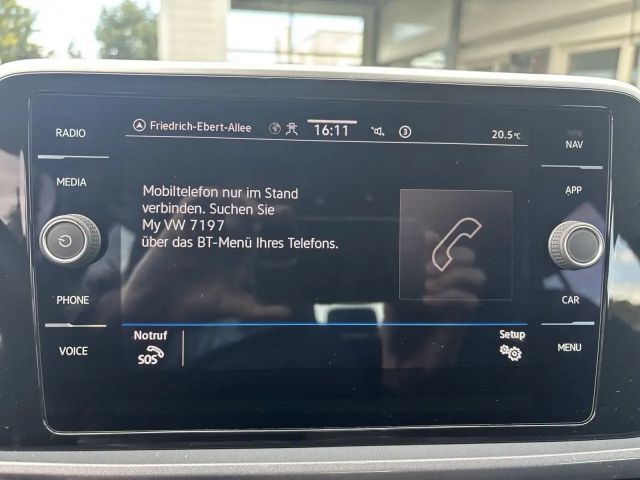 RADIO
MEDIA
PHONE
VOICE
Friedrich-Ebert-Allee 16:11 3 20.5°C
Mobiltelefon nur im Stand
verbinden. Suchen Sie
My VW 7197
über das BT-Menü Ihres Telefons.
Notruf
SOS
Setup
NAV
APP
CAR
MENU